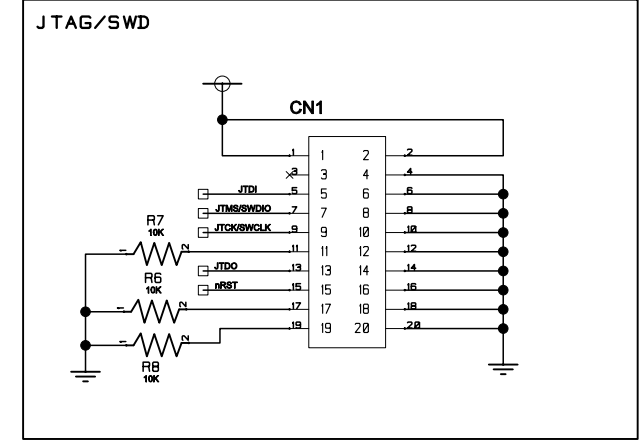 JTAG/SWD
CN1
1 1 2 2
3 3 4 4
JTDI 5 5 6 6
JTMS/SWDIO 7 7 8 8
JTCK/SWCLK 9 9 10 10
R7
10K
1 2 11 11 12 12
JTDO 13 13 14 14
R6
10K
nRST 15 15 16 16
1 2 17 17 18 18
19 19 20 20
1 2
R8
10K